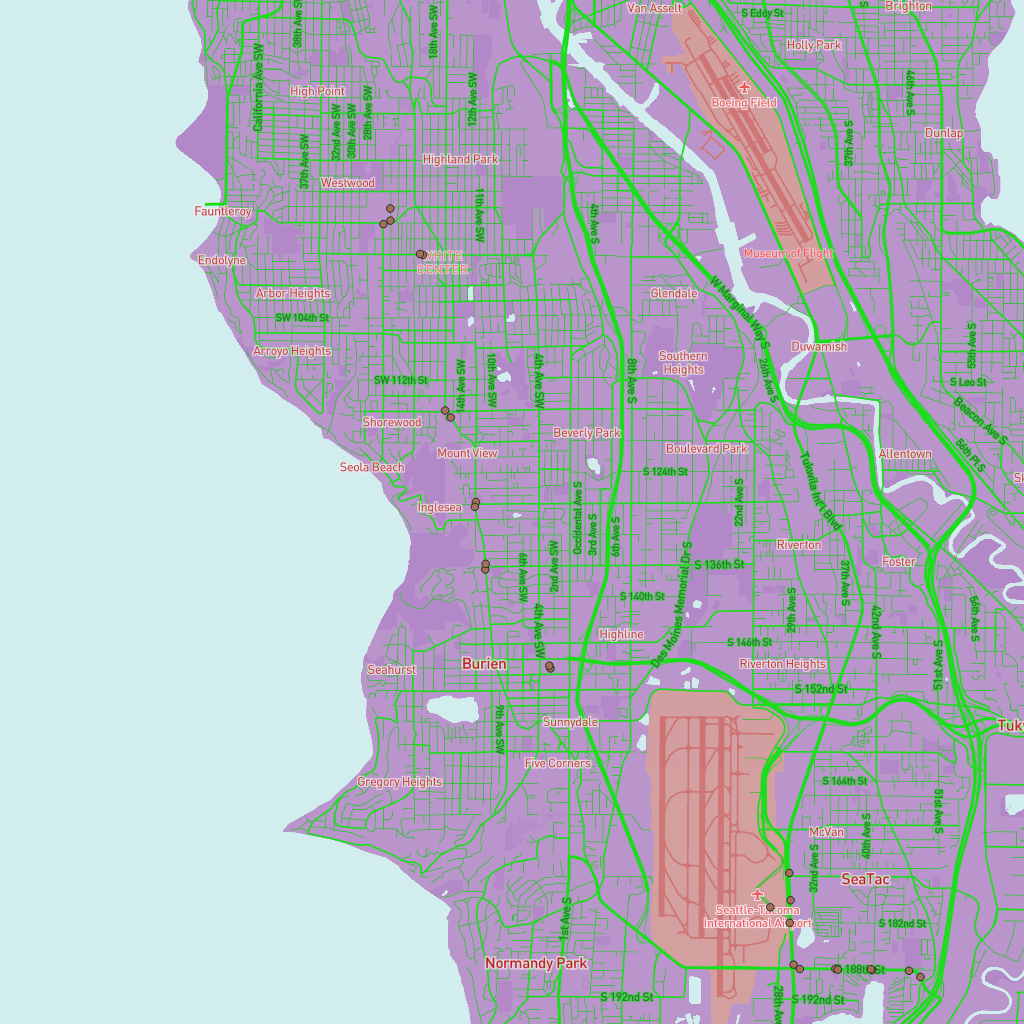 Van Asselt
S Eddy St
Brighton
38th Ave SW
18th Ave SW
Holly Park
California Ave SW
High Point
12th Ave SW
28th Ave SW
Boeing Field
46th Ave S
32nd Ave SW
30th Ave SW
37th Ave SW
37th Ave S
Dunlap
Highland Park
Westwood
Fauntleroy
11th Ave SW
4th Ave S
Museum of Flight
Endolyne
WHITE
CENTER
Arbor Heights
Glendale
W Marginal Way S
SW 104th St
Duwamish
Arroyo Heights
Southern
Heights
55th Ave S
SW 112th St
14th Ave SW
10th Ave SW
4th Ave SW
8th Ave S
26th Ave S
S Leo St
Beacon Ave S
Shorewood
Beverly Park
Boulevard Park
Mount View
Allentown
56th Pl S
Seola Beach
S 124th St
Tukwila Int'l Blvd
Inglesea
Occidental Ave S
3rd Ave S
6th Ave S
22nd Ave S
Riverton
Foster
6th Ave SW
2nd Ave SW
S 136th St
37th Ave S
S 140th St
29th Ave S
42nd Ave S
4th Ave SW
Highline
Des Moines Memorial Dr S
S 146th St
51st Ave S
Burien
Riverton Heights
Seahurst
S 152nd St
9th Ave SW
Sunnydale
Five Corners
Gregory Heights
S 164th St
51st Ave S
McVan
40th Ave S
32nd Ave S
SeaTac
Seattle-Tacoma
International Airport
1st Ave S
S 182nd St
Normandy Park
188th St
S 192nd St
S 192nd St